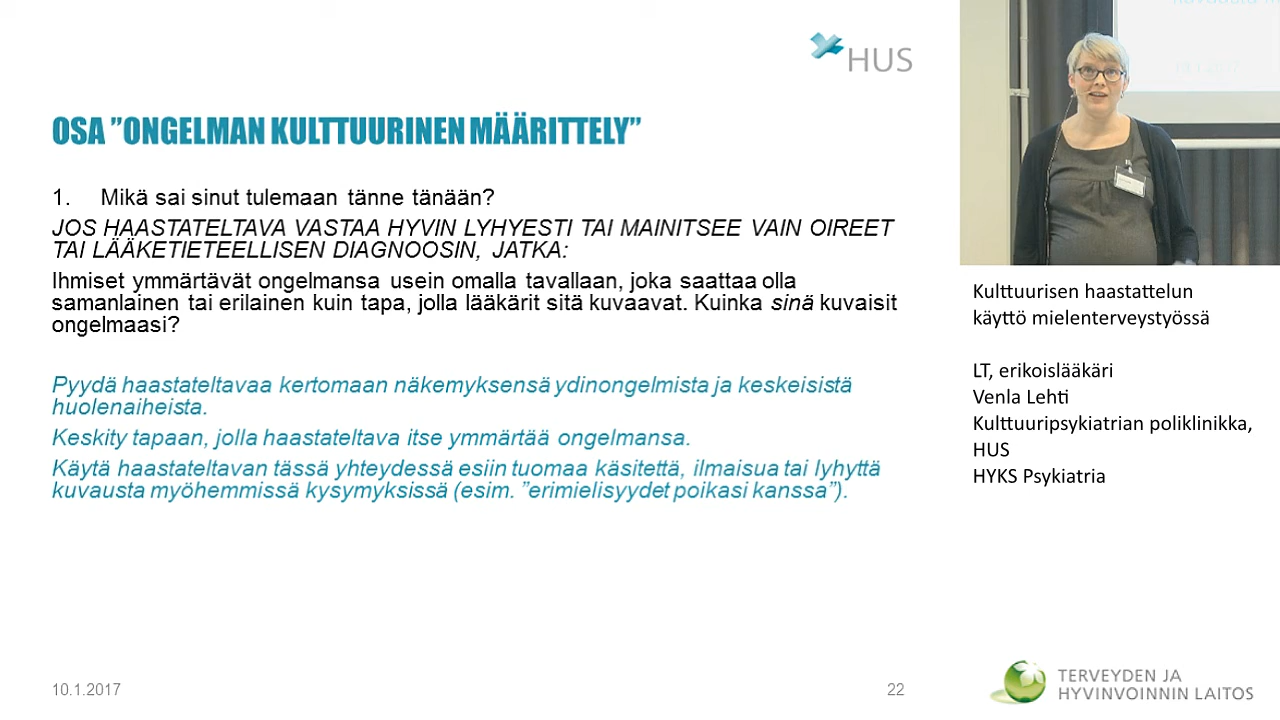 HUS
OSA ”ONGELMAN KULTTUURINEN MÄÄRITTELY”
1. Mikä sai sinut tulemaan tänne tänään?
JOS HAASTATELTAVA VASTAA HYVIN LYHYESTI TAI MAINITSEE VAIN OIREET
TAI LÄÄKETIETEELLISEN DIAGNOOSIN, JATKA:
Ihmiset ymmärtävät ongelmansa usein omalla tavallaan, joka saattaa olla
samanlainen tai erilainen kuin tapa, jolla lääkärit sitä kuvaavat. Kuinka sinä kuvaisit
ongelmaasi?
Pyydä haastateltavaa kertomaan näkemyksensä ydinongelmista ja keskeisistä
huolenaiheista.
Keskity tapaan, jolla haastateltava itse ymmärtää ongelmansa.
Käytä haastateltavan tässä yhteydessä esiin tuomaa käsitettä, ilmaisua tai lyhyttä
kuvausta myöhemmissä kysymyksissä (esim. ”erimielisyydet poikasi kanssa”).
10.1.2017
22
Kulttuurisen haastattelun
käyttö mielenterveystyössä
LT, erikoislääkäri
Venla Lehti
Kulttuuripsykiatrian poliklinikka,
HUS
HYKS Psykiatria
TERVEYDEN JA
HYVINVOINNIN LAITOS